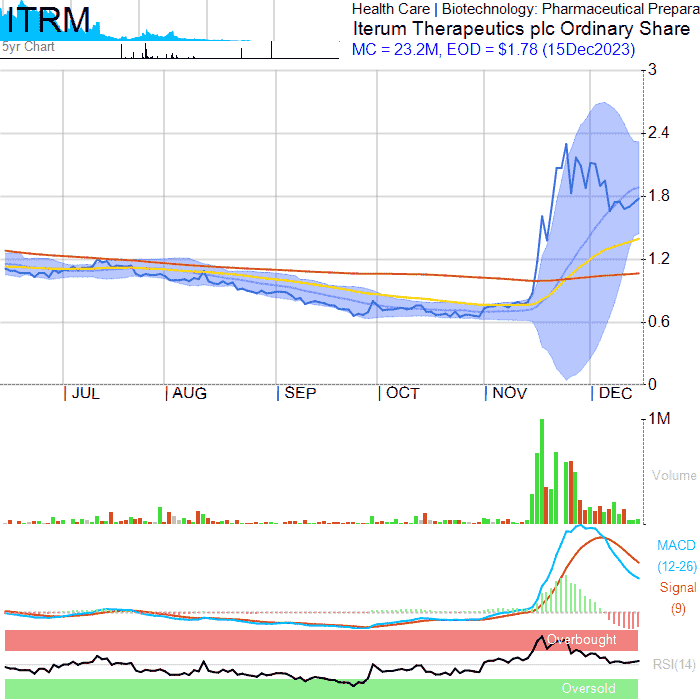 ITRM
Health Care | Biotechnology: Pharmaceutical Prepara
Iterum Therapeutics plc Ordinary Share
5yr Chart
MC = 23.2M, EOD = $1.78 (15Dec2023)
3
2.4
1.8
1.2
0.6
0
JUL AUG SEP OCT NOV DEC
1M
Volume
MACD
(12-26)
Signal
(9)
Overbought
RSI(14)
Oversold